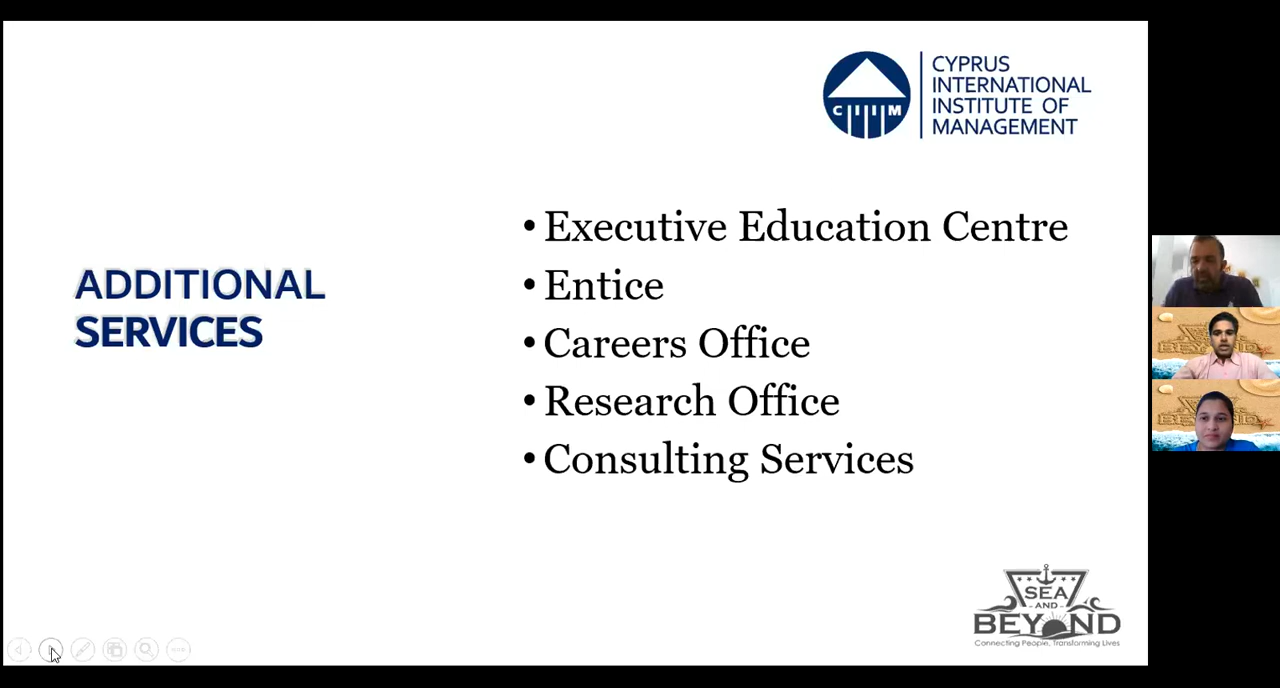 CIIM
CYPRUS
INTERNATIONAL
INSTITUTE OF
MANAGEMENT
ADDITIONAL
SERVICES
• Executive Education Centre
• Entice
• Careers Office
• Research Office
• Consulting Services
SEA
AND
BEYOND
Connecting People, Transforming Lives